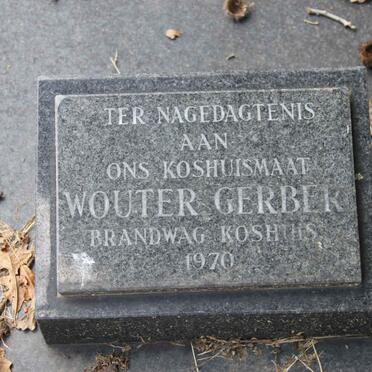 TER NAGEDAGTENIS
AAN
ONS KOSHUISMAAT
WOUTER GERBER
BRANDWAG KOSHUIS
1970